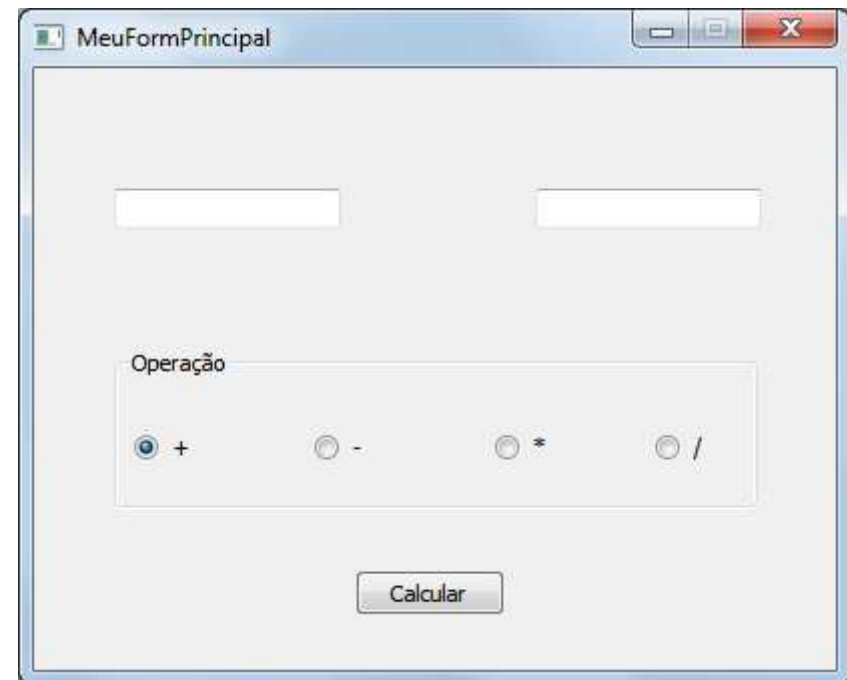 MeuFormPrincipal
Operação
+ - * /
Calcular